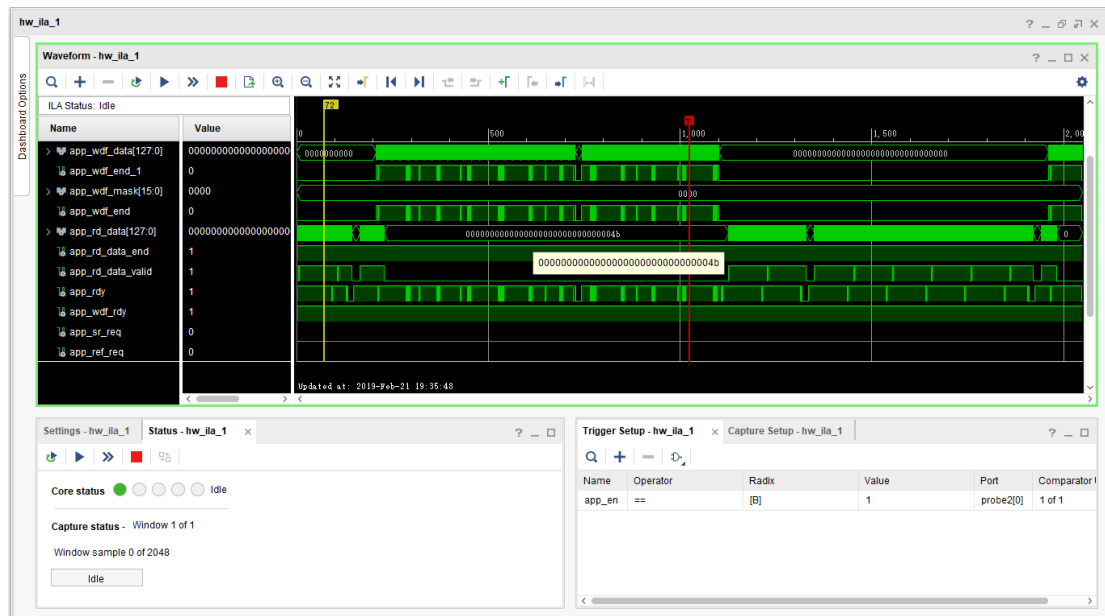 hw_ila_1
Dashboard Options
Waveform - hw_ila_1
ILA Status: Idle
Name Value
72
0 500 1,000 1,500 2,00
app_wdf_data[127:0]
0000000000 00000000000000000000000000000000
app_wdf_end_1 0
app_wdf_mask[15:0] 0000 0000
app_wdf_end 0
app_rd_data[127:0] 0000000000000000000000000000004b 0
app_rd_data_end 1
0000000000000000000000000000004b
app_rd_data_valid 1
app_rdy 1
app_wdf_rdy 1
app_sr_req 0
app_ref_req 0
Updated at: 2019-Feb-21 19:35:48
Settings - hw_ila_1 Status - hw_ila_1
Core status Idle
Capture status - Window 1 of 1
Window sample 0 of 2048
Idle
Trigger Setup - hw_ila_1 Capture Setup - hw_ila_1
Name Operator Radix Value Port Comparator
app_en == [B] 1 probe2[0] 1 of 1